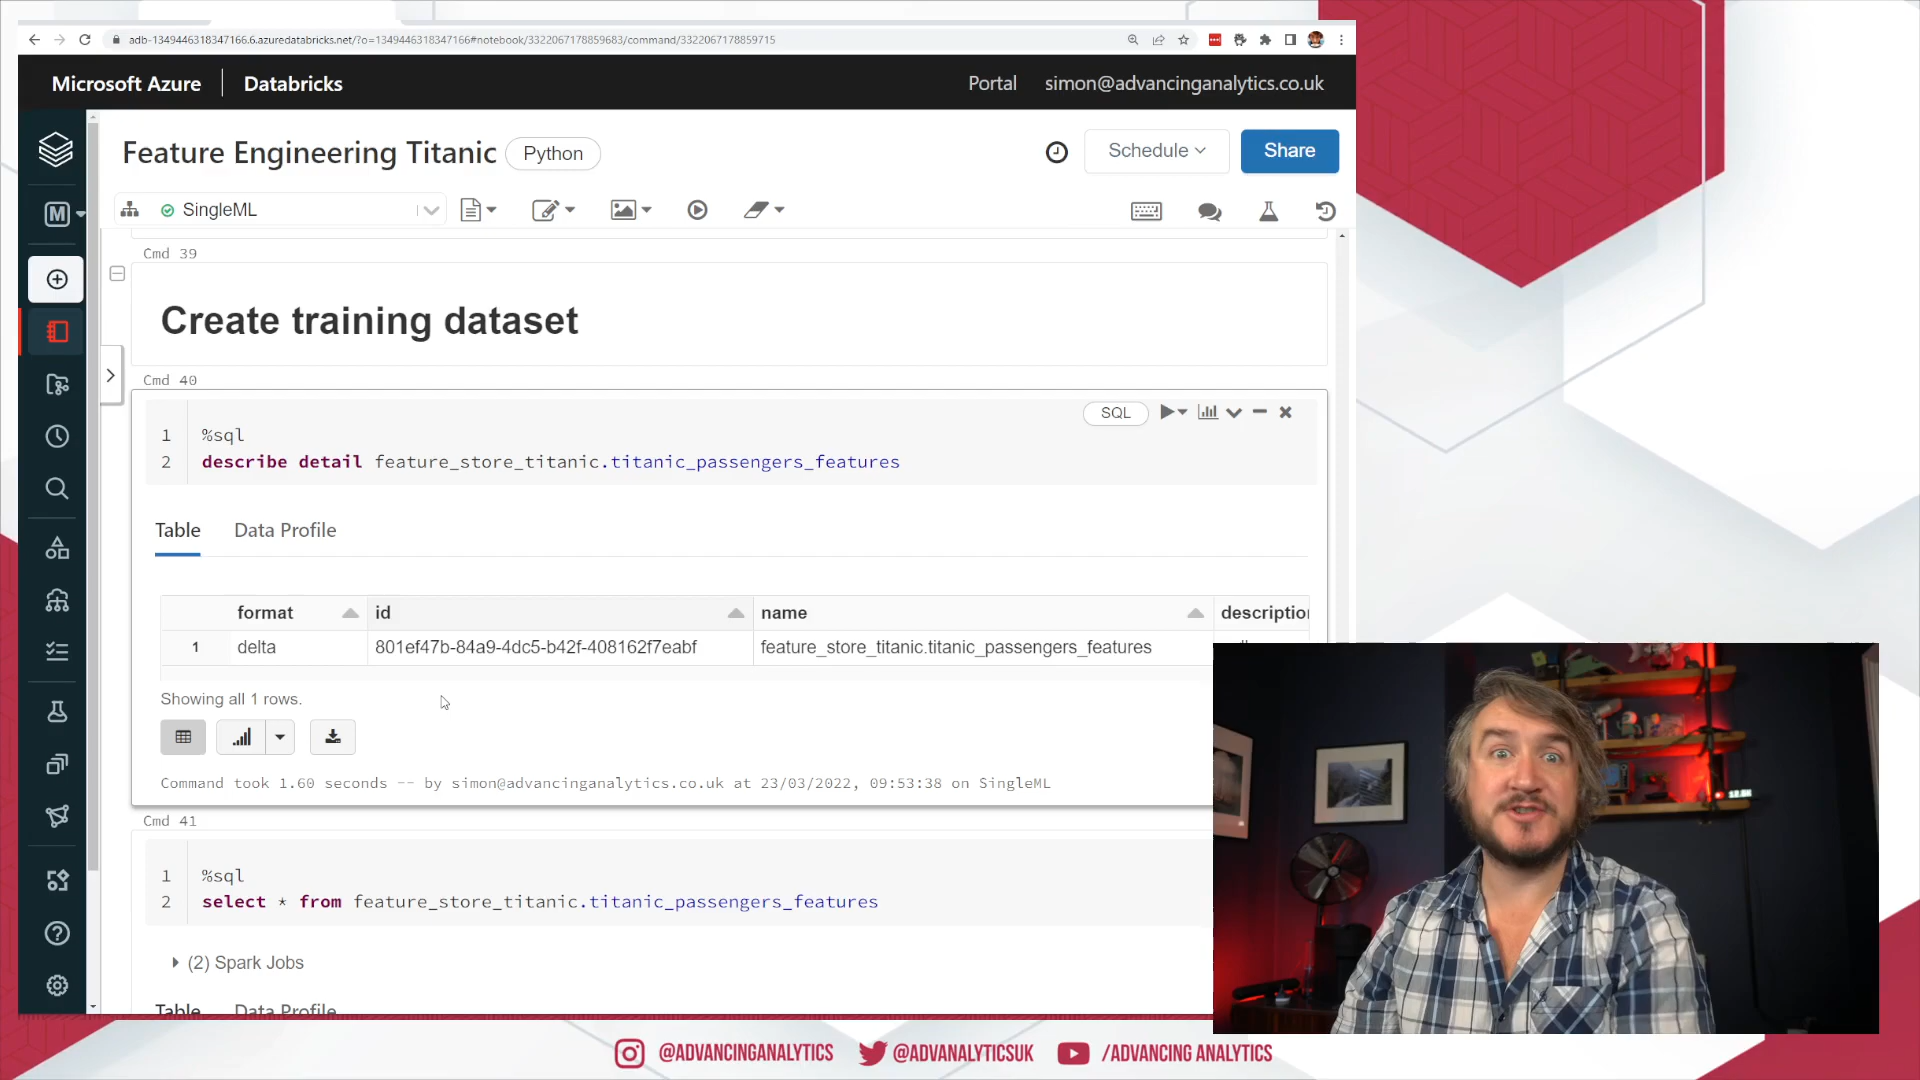 adb-1349446318347166.6.azuredatabricks.net/?o=1349446318347166#notebook/3322067178859683/command/3322067178859715
Microsoft Azure | Databricks
Portal
simon@advancinganalytics.co.uk
Feature Engineering Titanic
Python
Schedule
Share
SingleML
Cmd 39
Create training dataset
Cmd 40
SQL
1 %sql
2 describe detail feature_store_titanic.titanic_passengers_features
Table
Data Profile
format id name description
1 delta 801ef47b-84a9-4dc5-b42f-408162f7eabf feature_store_titanic.titanic_passengers_features
Showing all 1 rows.
Command took 1.60 seconds -- by simon@advancinganalytics.co.uk at 23/03/2022, 09:53:38 on SingleML
Cmd 41
1 %sql
2 select * from feature_store_titanic.titanic_passengers_features
(2) Spark Jobs
Table
Data Profile
@ADVANCINGANALYTICS
@ADVANALYTICSUK
/ADVANCING ANALYTICS